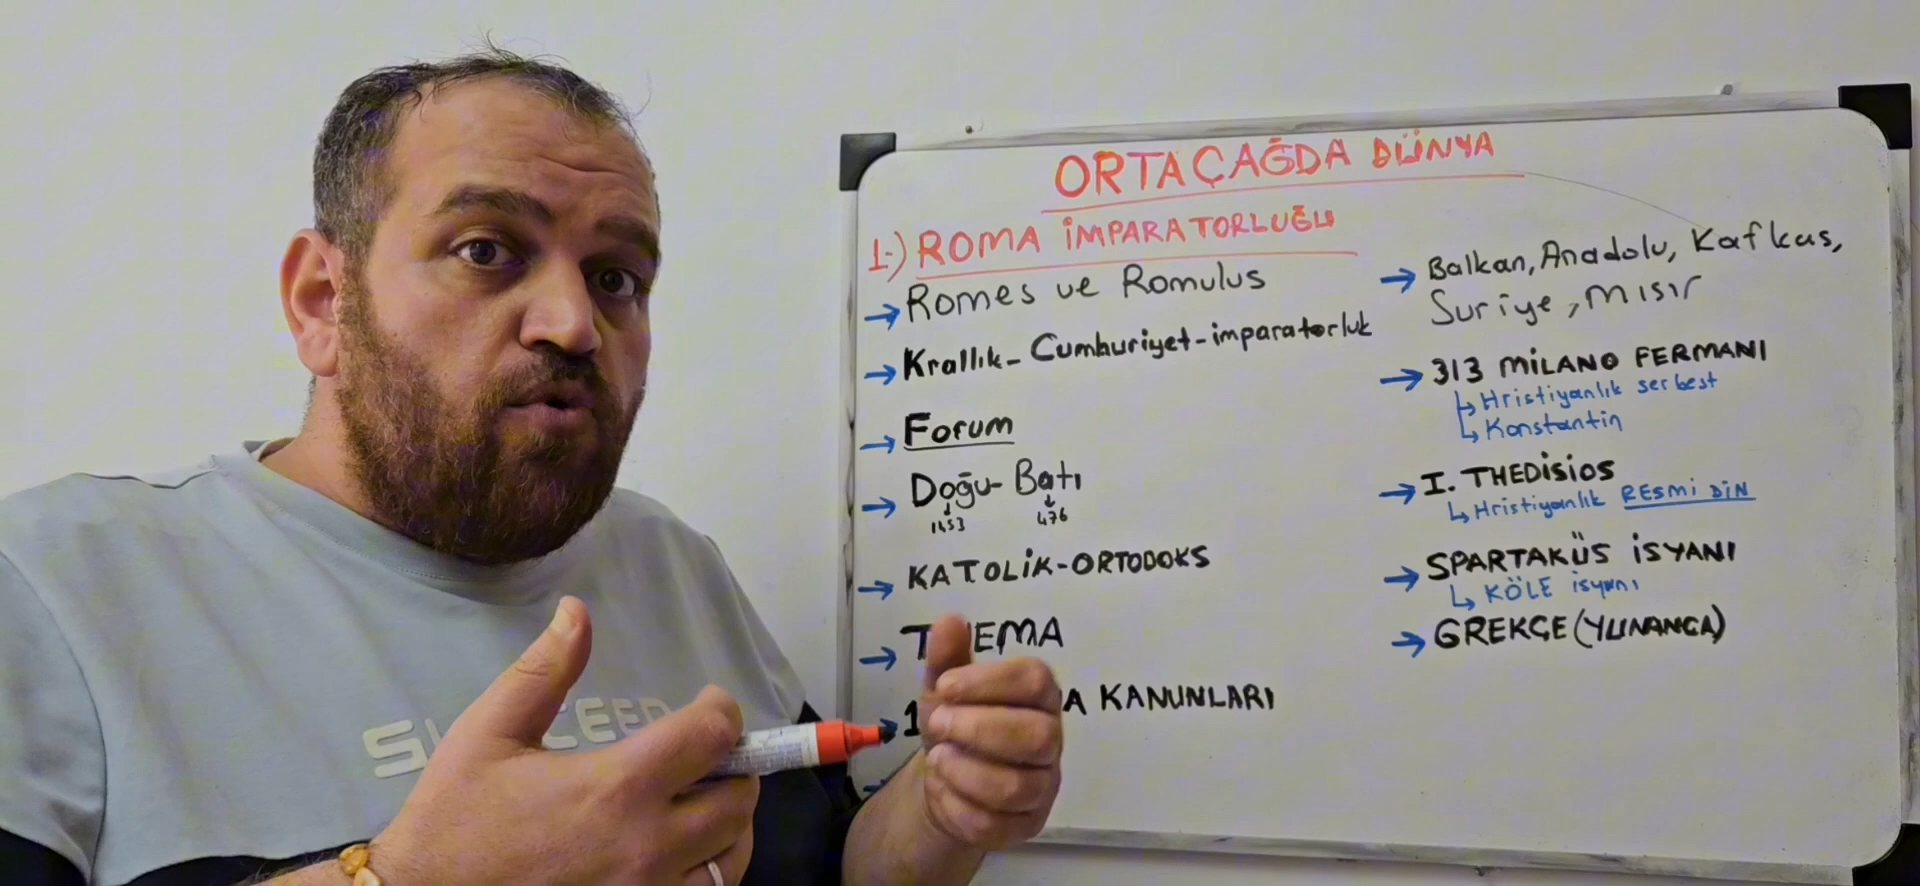 ORTAÇAĞDA DÜNYA
1-) ROMA İMPARATORLUĞU
→ Romes ve Romulus
→ Krallık - Cumhuriyet - imparatorluk
→ Forum
→ Doğu - Batı
1453 476
→ KATOLİK - ORTODOKS
→ EMA
→ 1 A KANUNLARI
→ Balkan, Anadolu, Kafkas,
Suriye, Mısır
→ 313 MİLANO FERMANI
↳ Hristiyanlık serbest
↳ Konstantin
→ I. THEDİSİOS
↳ Hristiyanlık RESMİ DİN
→ SPARTAKÜS İSYANI
↳ KÖLE isyanı
→ GREKÇE (YUNANCA)